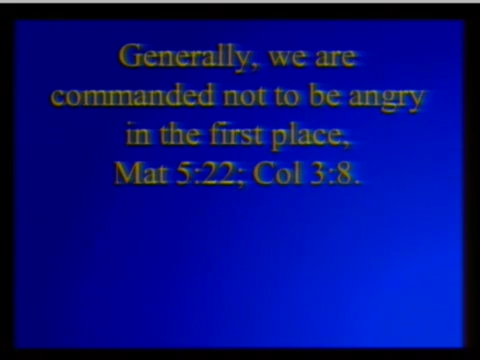 Generally, we are
commanded not to be angry
in the first place,
Mat 5:22; Col 3:8.